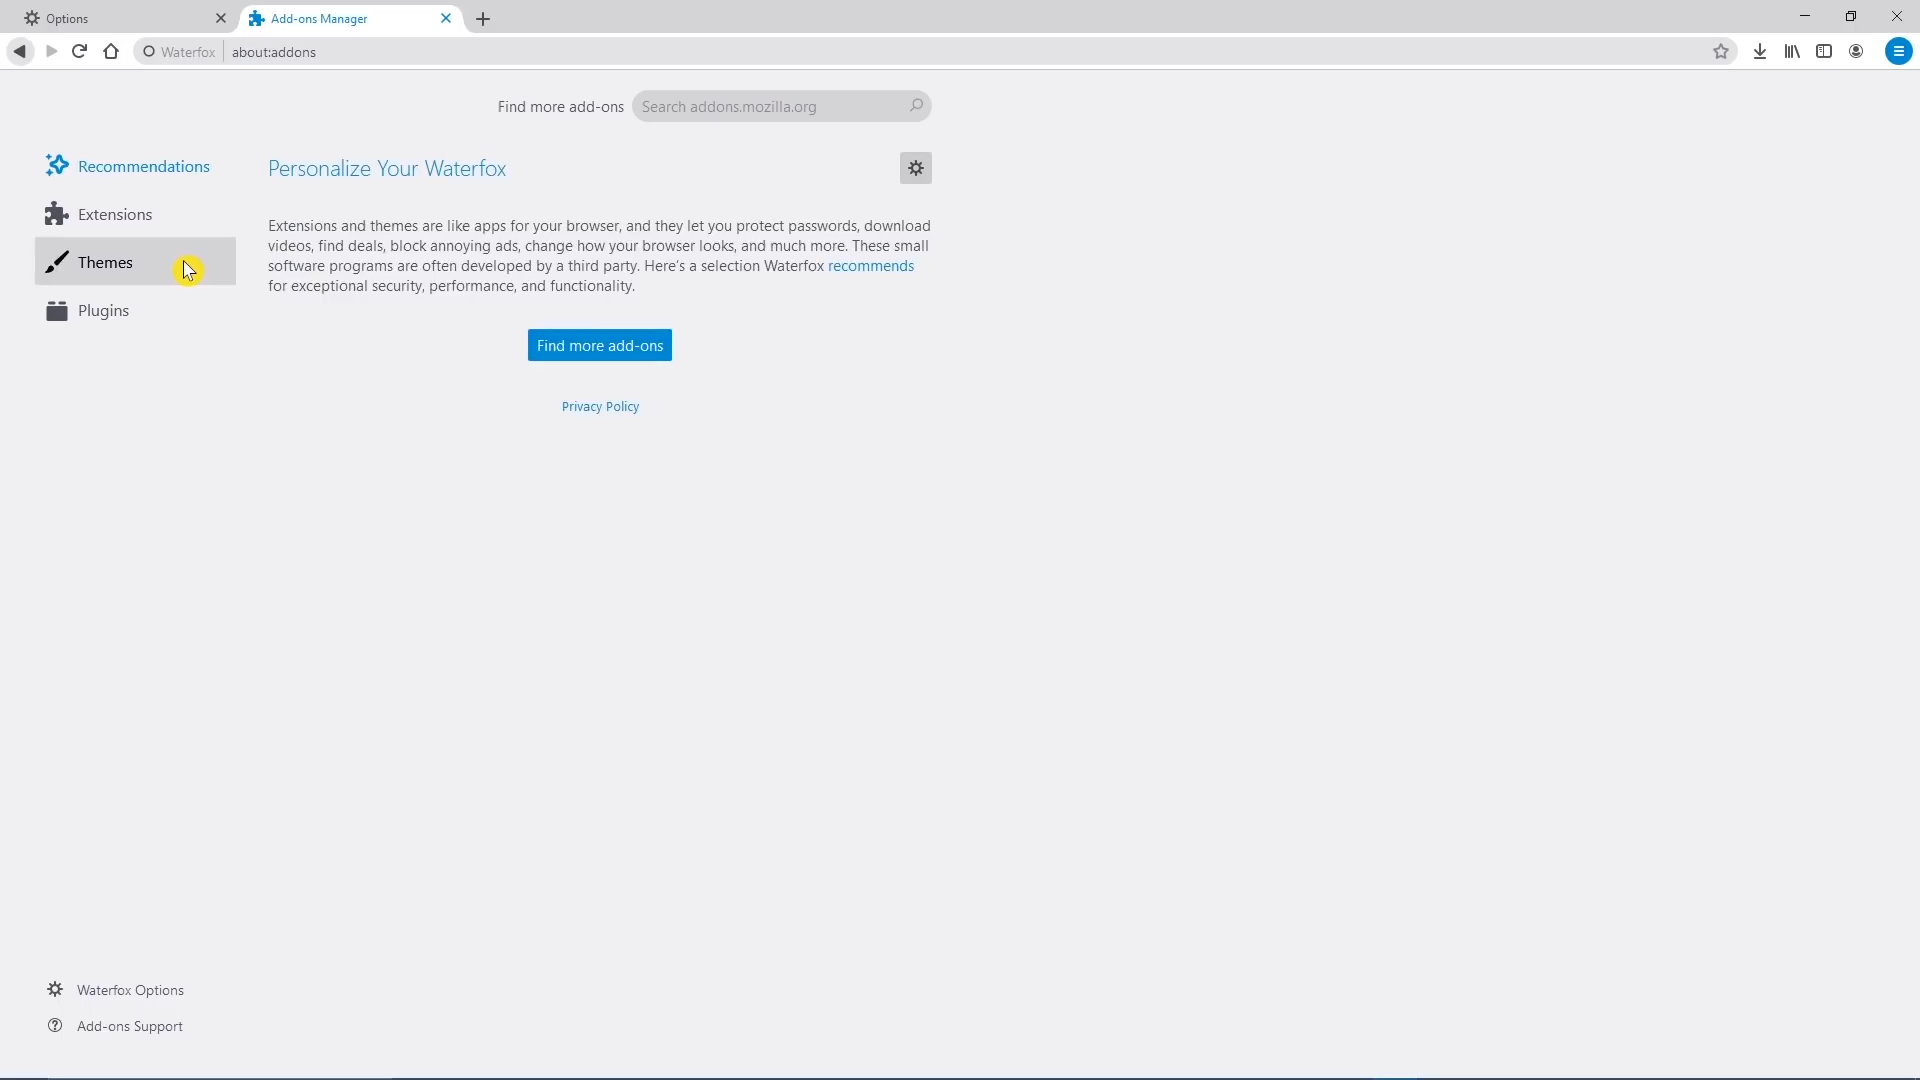 Options
Add-ons Manager
Waterfox
about:addons
Find more add-ons
Search addons.mozilla.org
Recommendations
Extensions
Themes
Plugins
Personalize Your Waterfox
Extensions and themes are like apps for your browser, and they let you protect passwords, download
videos, find deals, block annoying ads, change how your browser looks, and much more. These small
software programs are often developed by a third party. Here's a selection Waterfox recommends
for exceptional security, performance, and functionality.
Find more add-ons
Privacy Policy
Waterfox Options
Add-ons Support